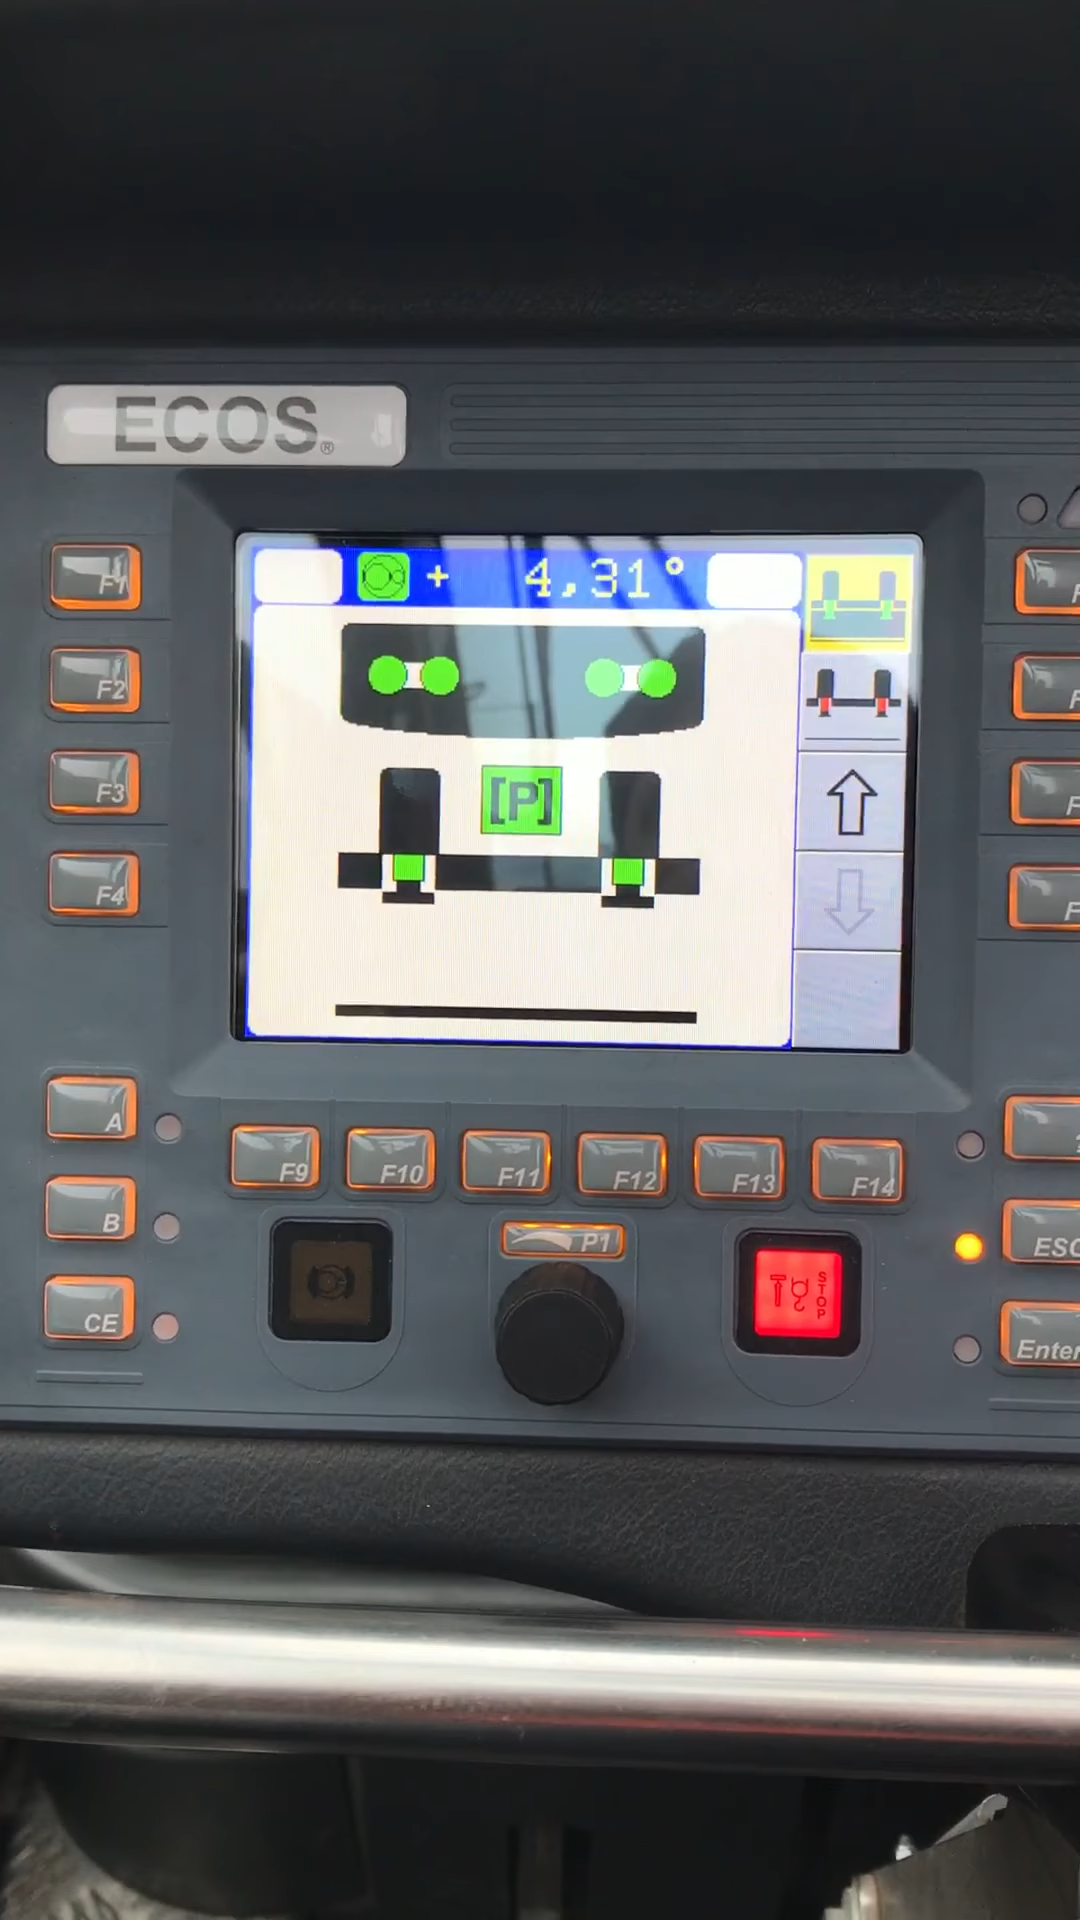 ECOS®
+ 4,31°
[P]
F1
F2
F3
F4
A
B
CE
F9
F10
F11
F12
F13
F14
P1
STOP
ESC
Enter